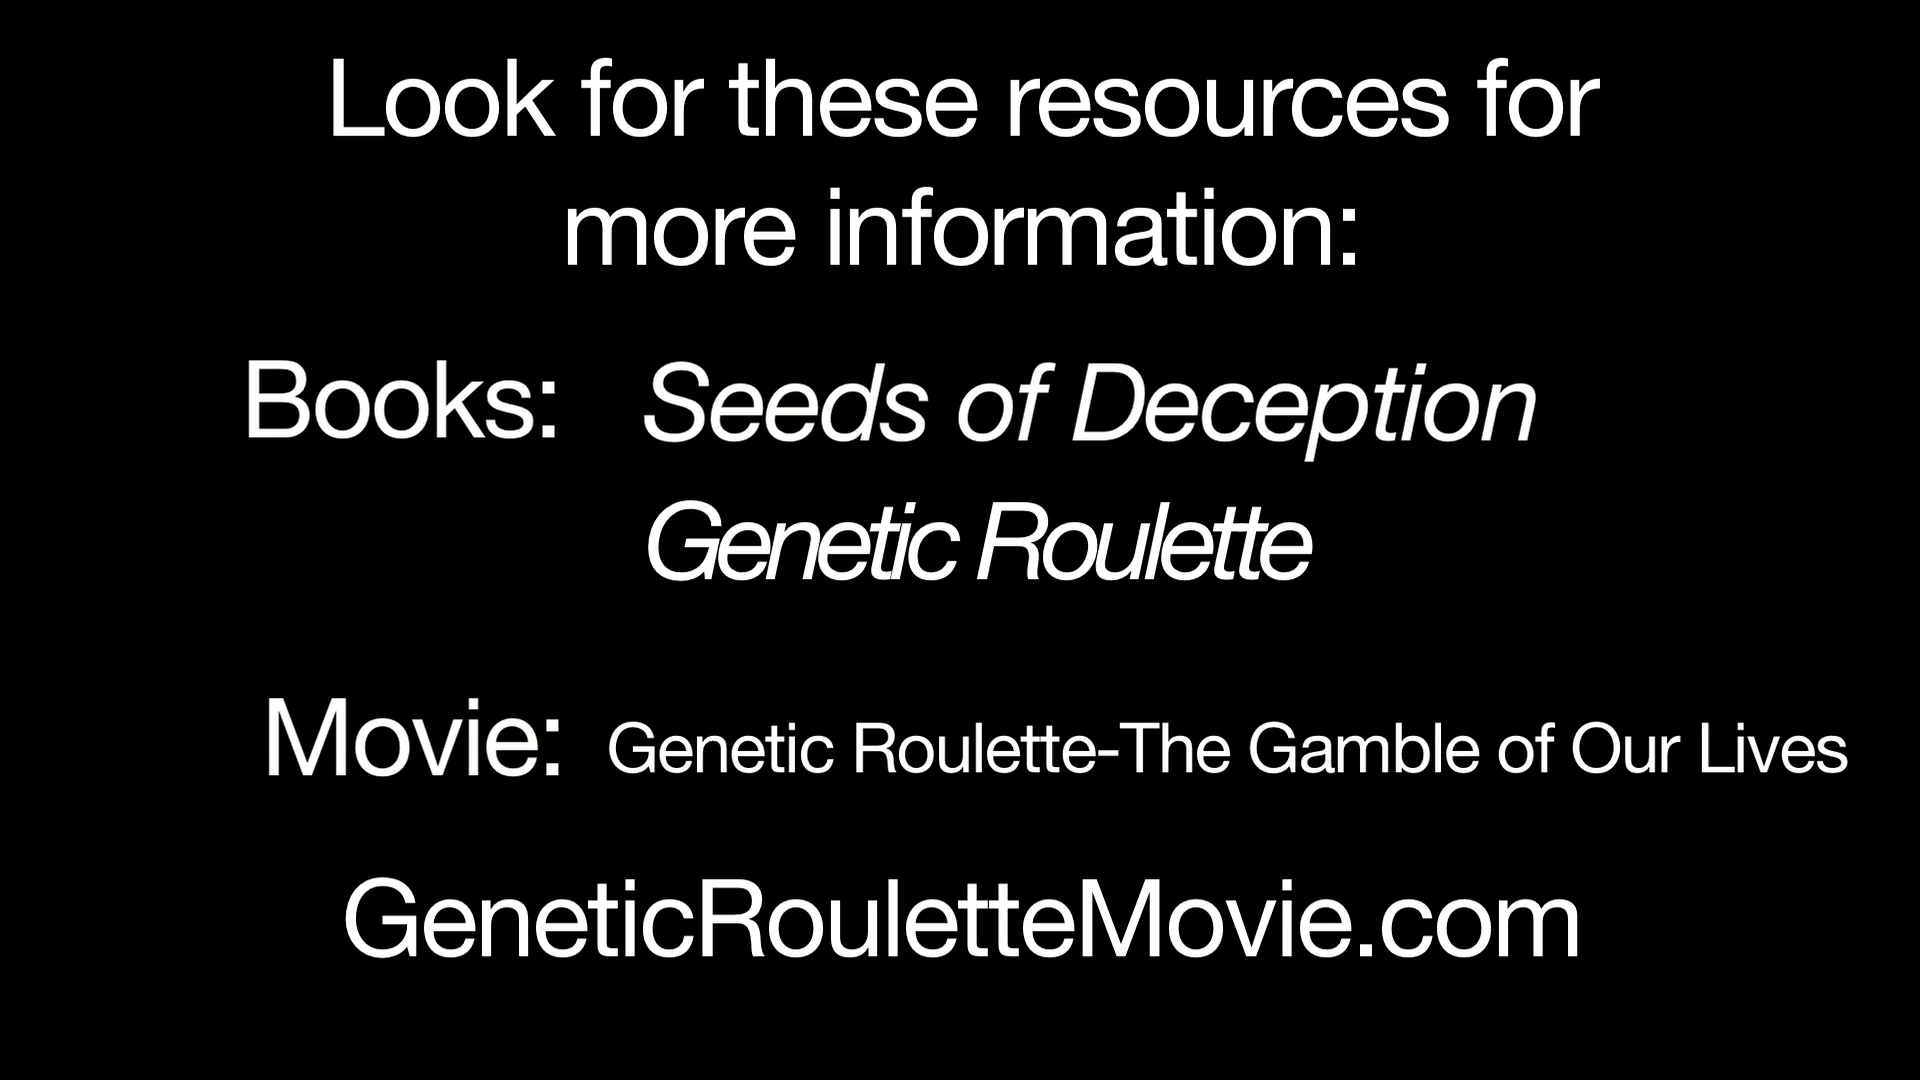 Look for these resources for
more information:
Books: Seeds of Deception
Genetic Roulette
Movie: Genetic Roulette-The Gamble of Our Lives
GeneticRouletteMovie.com